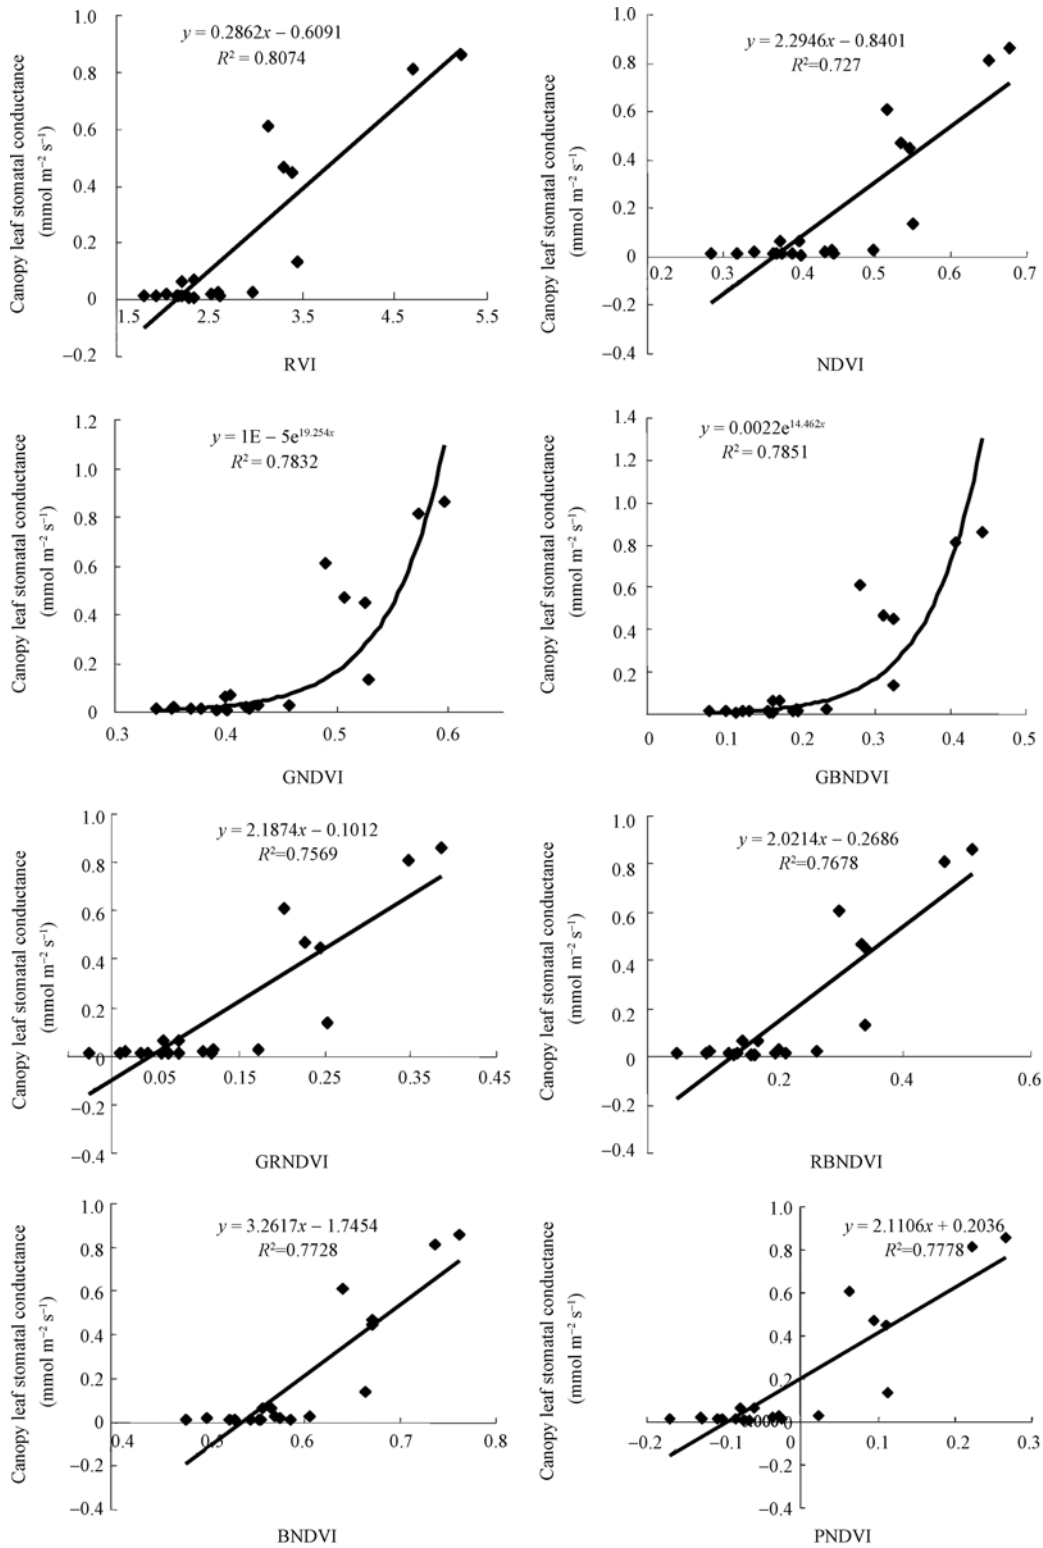 y = 0.2862x − 0.6091
R² = 0.8074
Canopy leaf stomatal conductance
(mmol m⁻² s⁻¹)
1.0
0.8
0.6
0.4
0.2
0
−0.2
1.5 2.5 3.5 4.5 5.5
RVI
y = 2.2946x − 0.8401
R²=0.727
Canopy leaf stomatal conductance
(mmol m⁻² s⁻¹)
1.0
0.8
0.6
0.4
0.2
0
−0.2
−0.4
0.2 0.3 0.4 0.5 0.6 0.7
NDVI
y = 1E − 5e^19.254x
R² = 0.7832
Canopy leaf stomatal conductance
(mmol m⁻² s⁻¹)
1.2
1.0
0.8
0.6
0.4
0.2
0
0.3 0.4 0.5 0.6
GNDVI
y = 0.0022e^14.462x
R² = 0.7851
Canopy leaf stomatal conductance
(mmol m⁻² s⁻¹)
1.4
1.2
1.0
0.8
0.6
0.4
0.2
0 0.1 0.2 0.3 0.4 0.5
GBNDVI
y = 2.1874x − 0.1012
R²=0.7569
Canopy leaf stomatal conductance
(mmol m⁻² s⁻¹)
1.0
0.8
0.6
0.4
0.2
0
−0.2
−0.4
0.05 0.15 0.25 0.35 0.45
GRNDVI
y = 2.0214x − 0.2686
R²=0.7678
Canopy leaf stomatal conductance
(mmol m⁻² s⁻¹)
1.0
0.8
0.6
0.4
0.2
0
−0.2
−0.4
0.2 0.4 0.6
RBNDVI
y = 3.2617x − 1.7454
R²=0.7728
Canopy leaf stomatal conductance
(mmol m⁻² s⁻¹)
1.0
0.8
0.6
0.4
0.2
0
−0.2
−0.4
0.4 0.5 0.6 0.7 0.8
BNDVI
y = 2.1106x + 0.2036
R²=0.7778
Canopy leaf stomatal conductance
(mmol m⁻² s⁻¹)
1.0
0.8
0.6
0.4
0.2
0
−0.2
−0.4
−0.2 −0.1 0 0.1 0.2 0.3
PNDVI